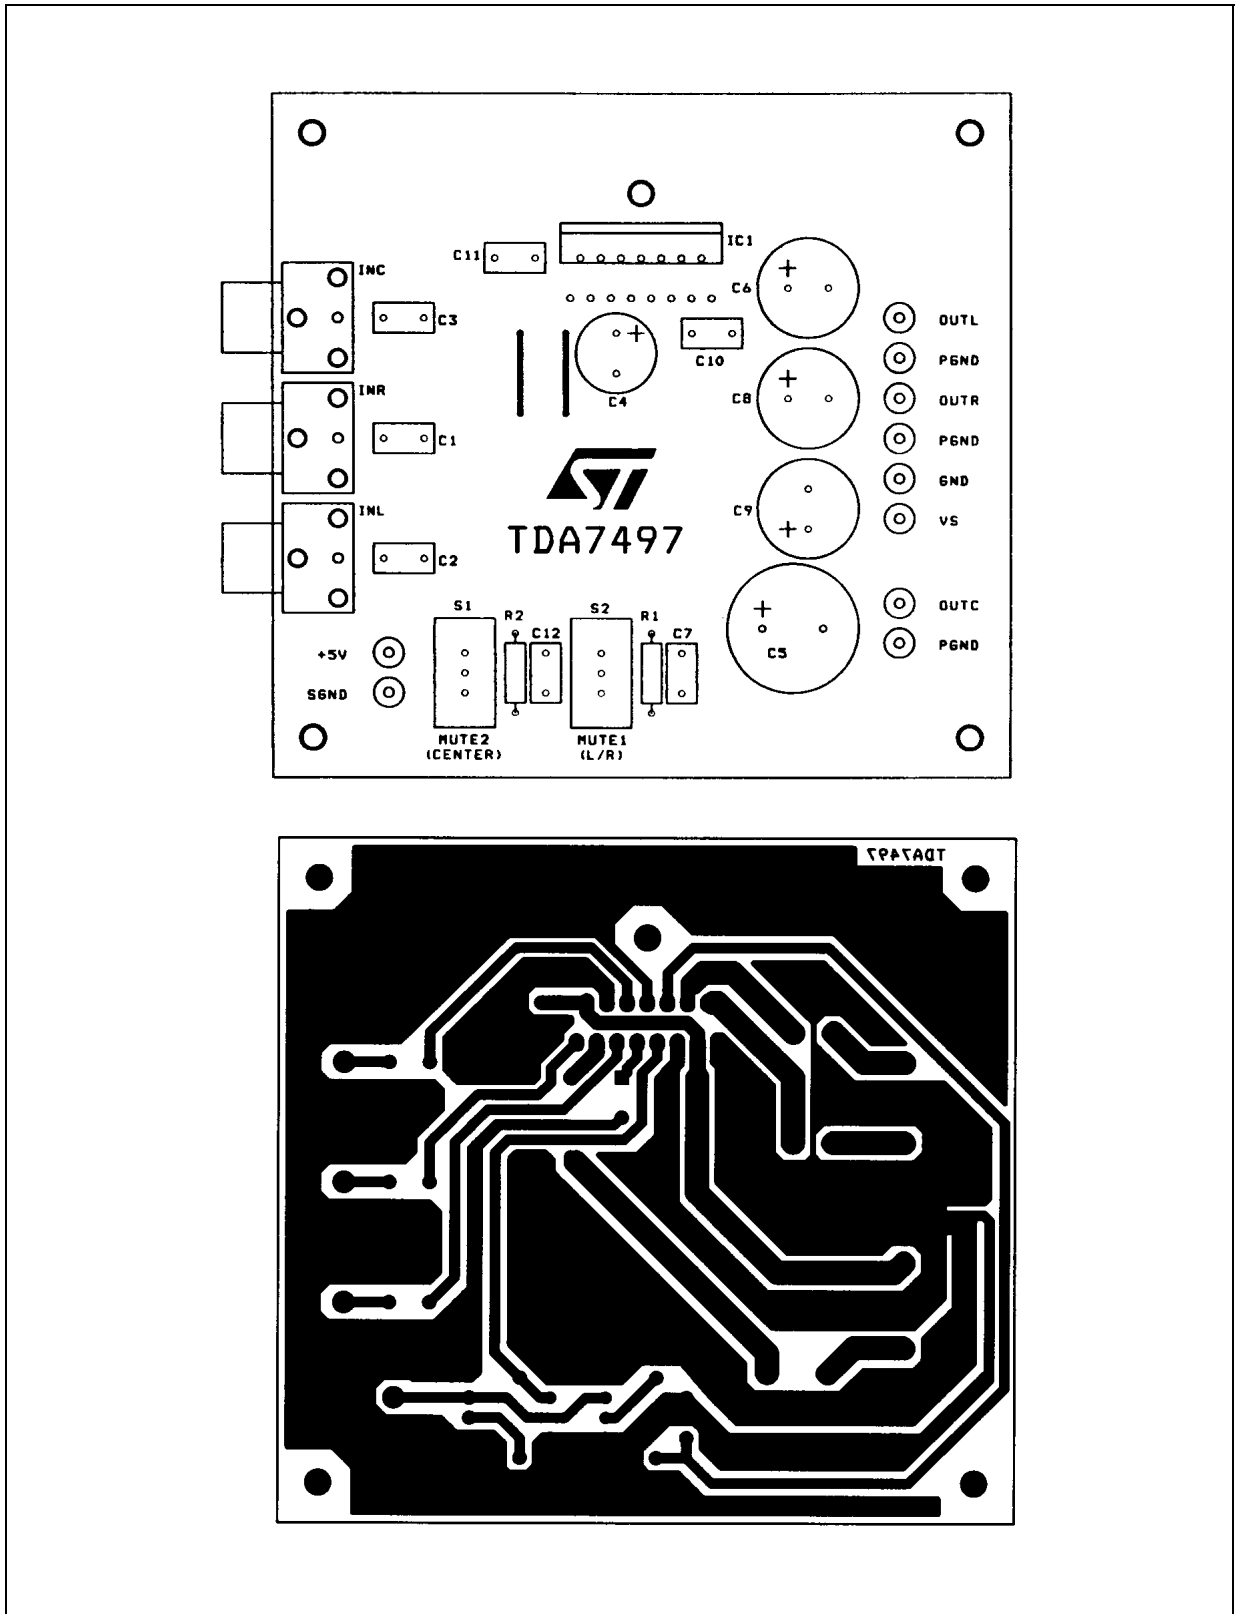 IC1
C11
INC
C6
C3
OUTL
C10
PGND
INR
C4
C8
OUTR
C1
PGND
GND
INL
C9
VS
ST
TDA7497
C2
S1
R2
S2
R1
OUTC
C12
C7
+5V
C5
PGND
SGND
MUTE2
(CENTER)
MUTE1
(L/R)
TDA7497